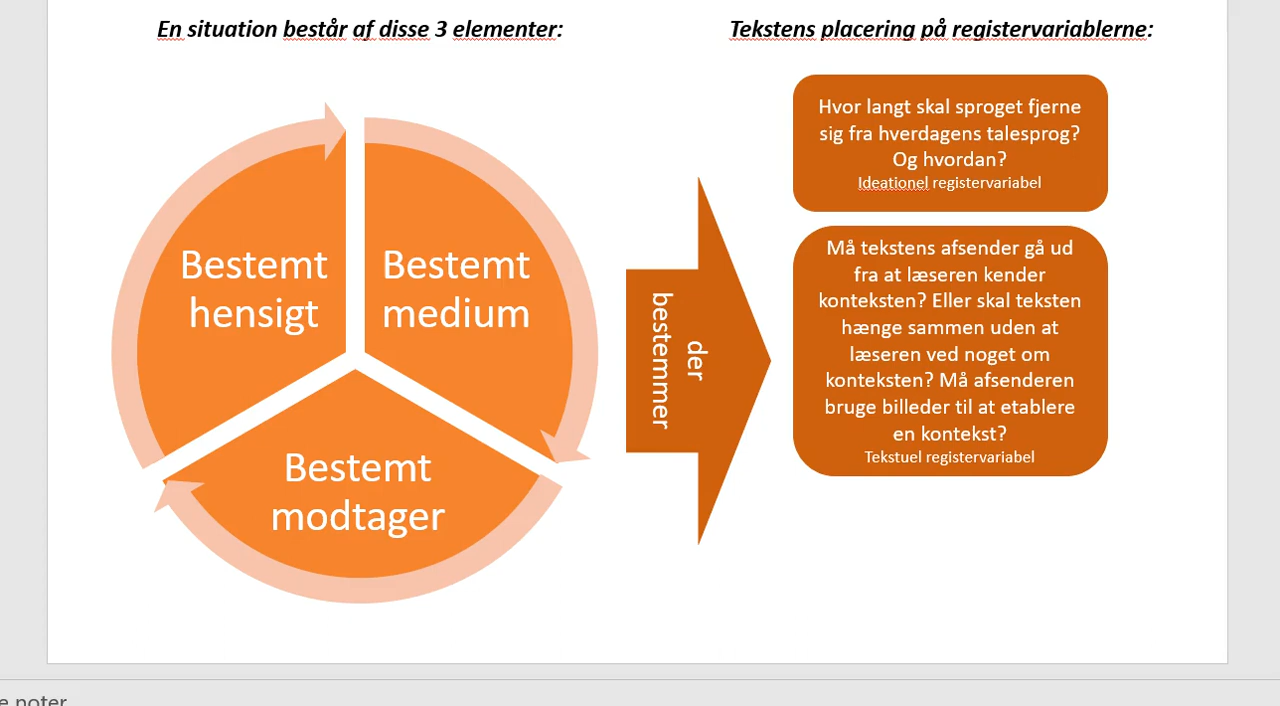 En situation består af disse 3 elementer:
Tekstens placering på registervariablerne:
Bestemt
hensigt
Bestemt
medium
Bestemt
modtager
der
bestemmer
Hvor langt skal sproget fjerne
sig fra hverdagens talesprog?
Og hvordan?
Ideationel registervariabel
Må tekstens afsender gå ud
fra at læseren kender
konteksten? Eller skal teksten
hænge sammen uden at
læseren ved noget om
konteksten? Må afsenderen
bruge billeder til at etablere
en kontekst?
Tekstuel registervariabel
e noter